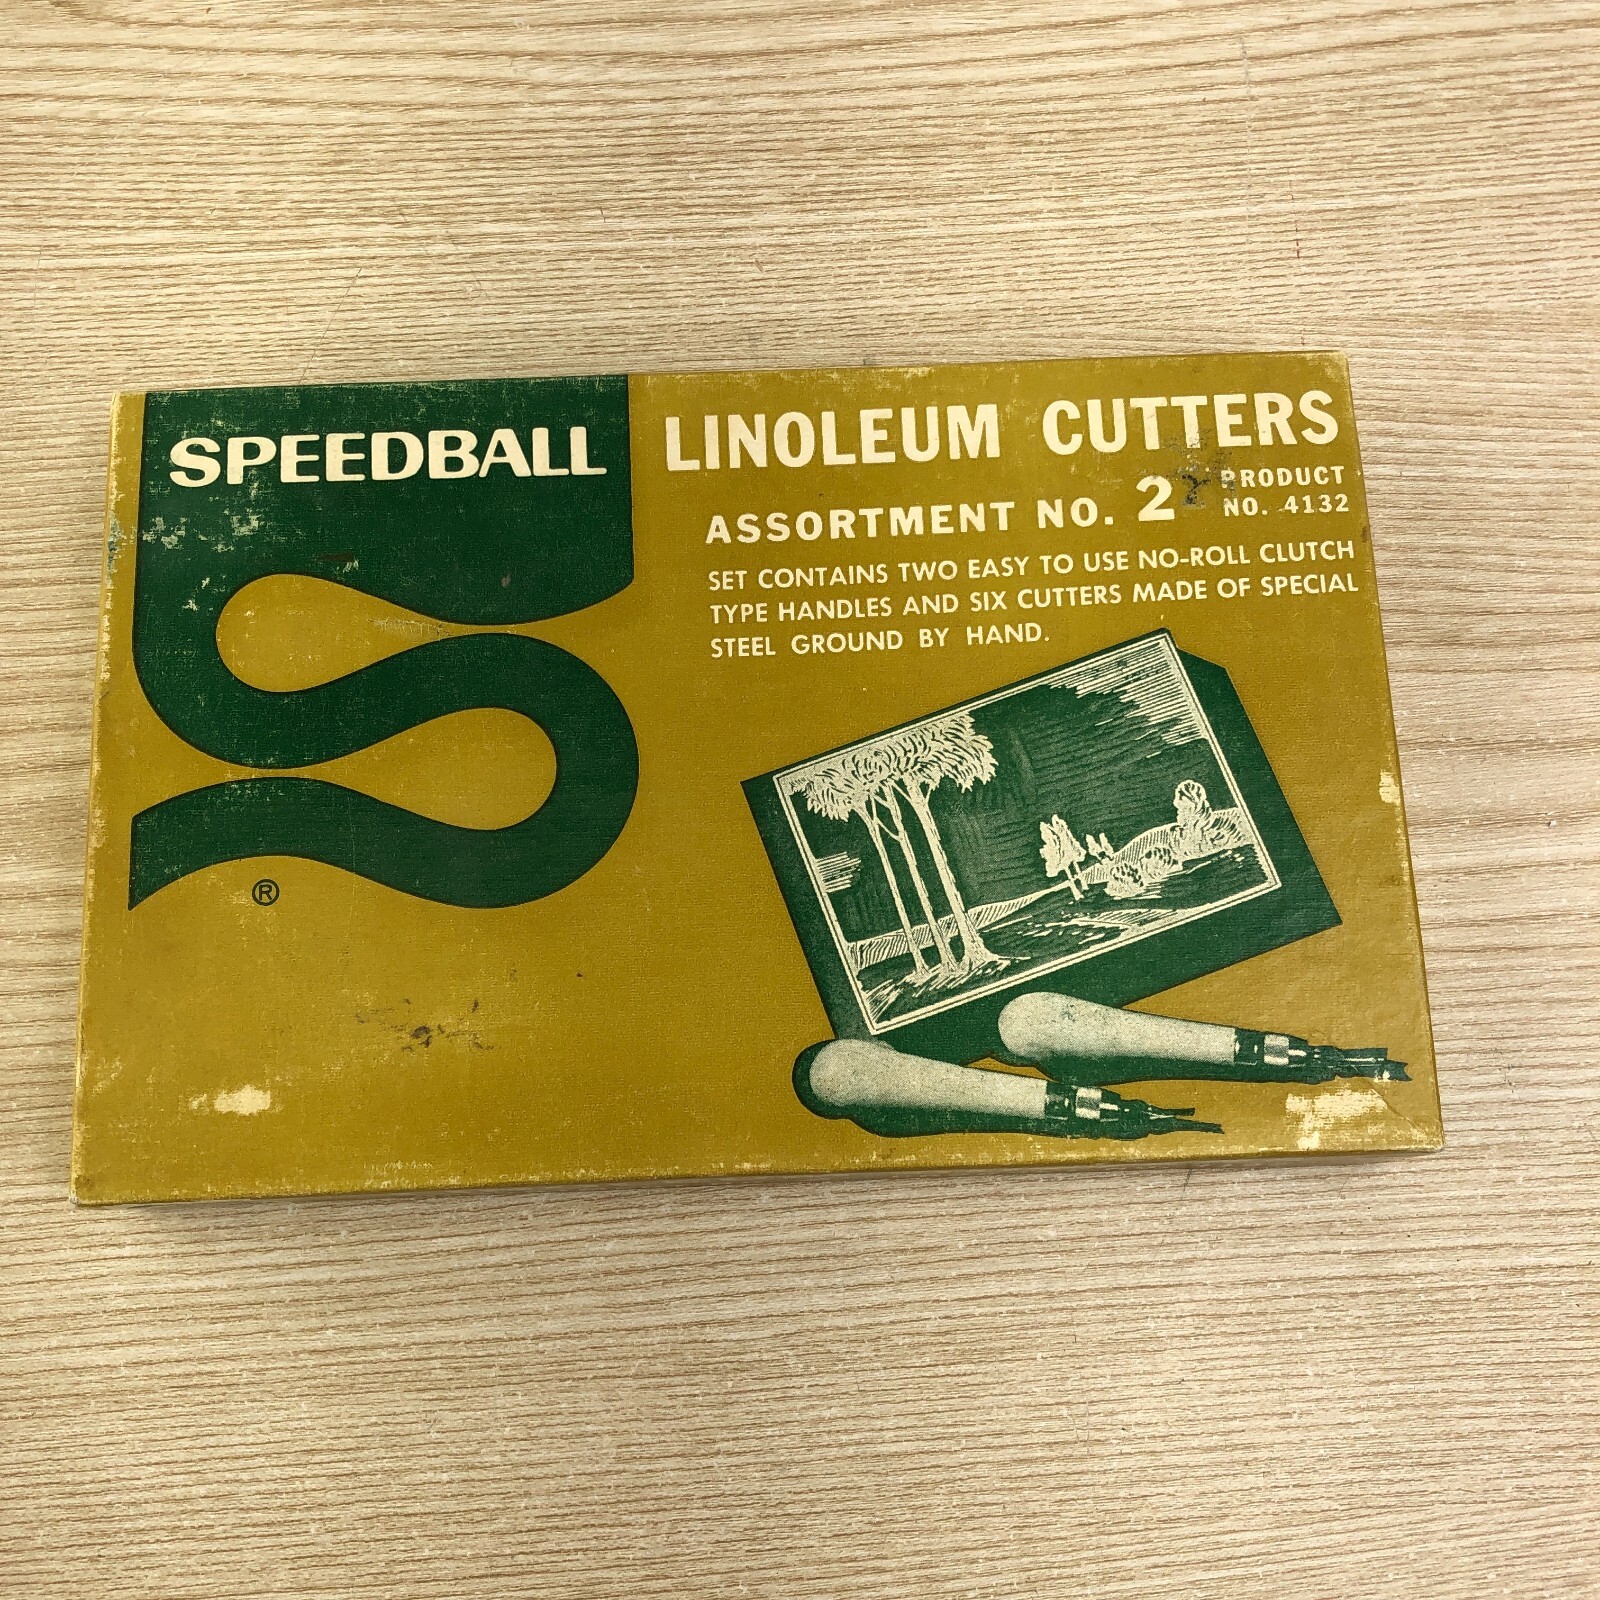 SPEEDBALL
®
LINOLEUM CUTTERS
ASSORTMENT NO. 2
PRODUCT
NO. 4132
SET CONTAINS TWO EASY TO USE NO-ROLL CLUTCH
TYPE HANDLES AND SIX CUTTERS MADE OF SPECIAL
STEEL GROUND BY HAND.